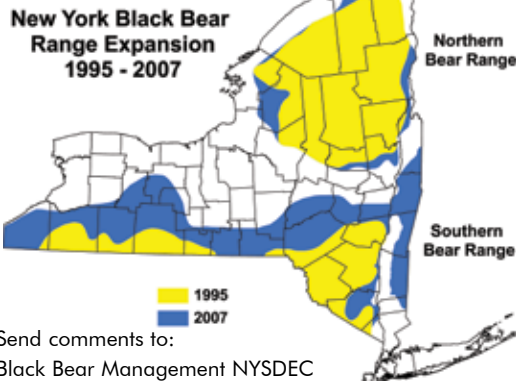 New York Black Bear
Range Expansion
1995 - 2007
Northern
Bear Range
Southern
Bear Range
1995
2007
Send comments to:
Black Bear Management NYSDEC